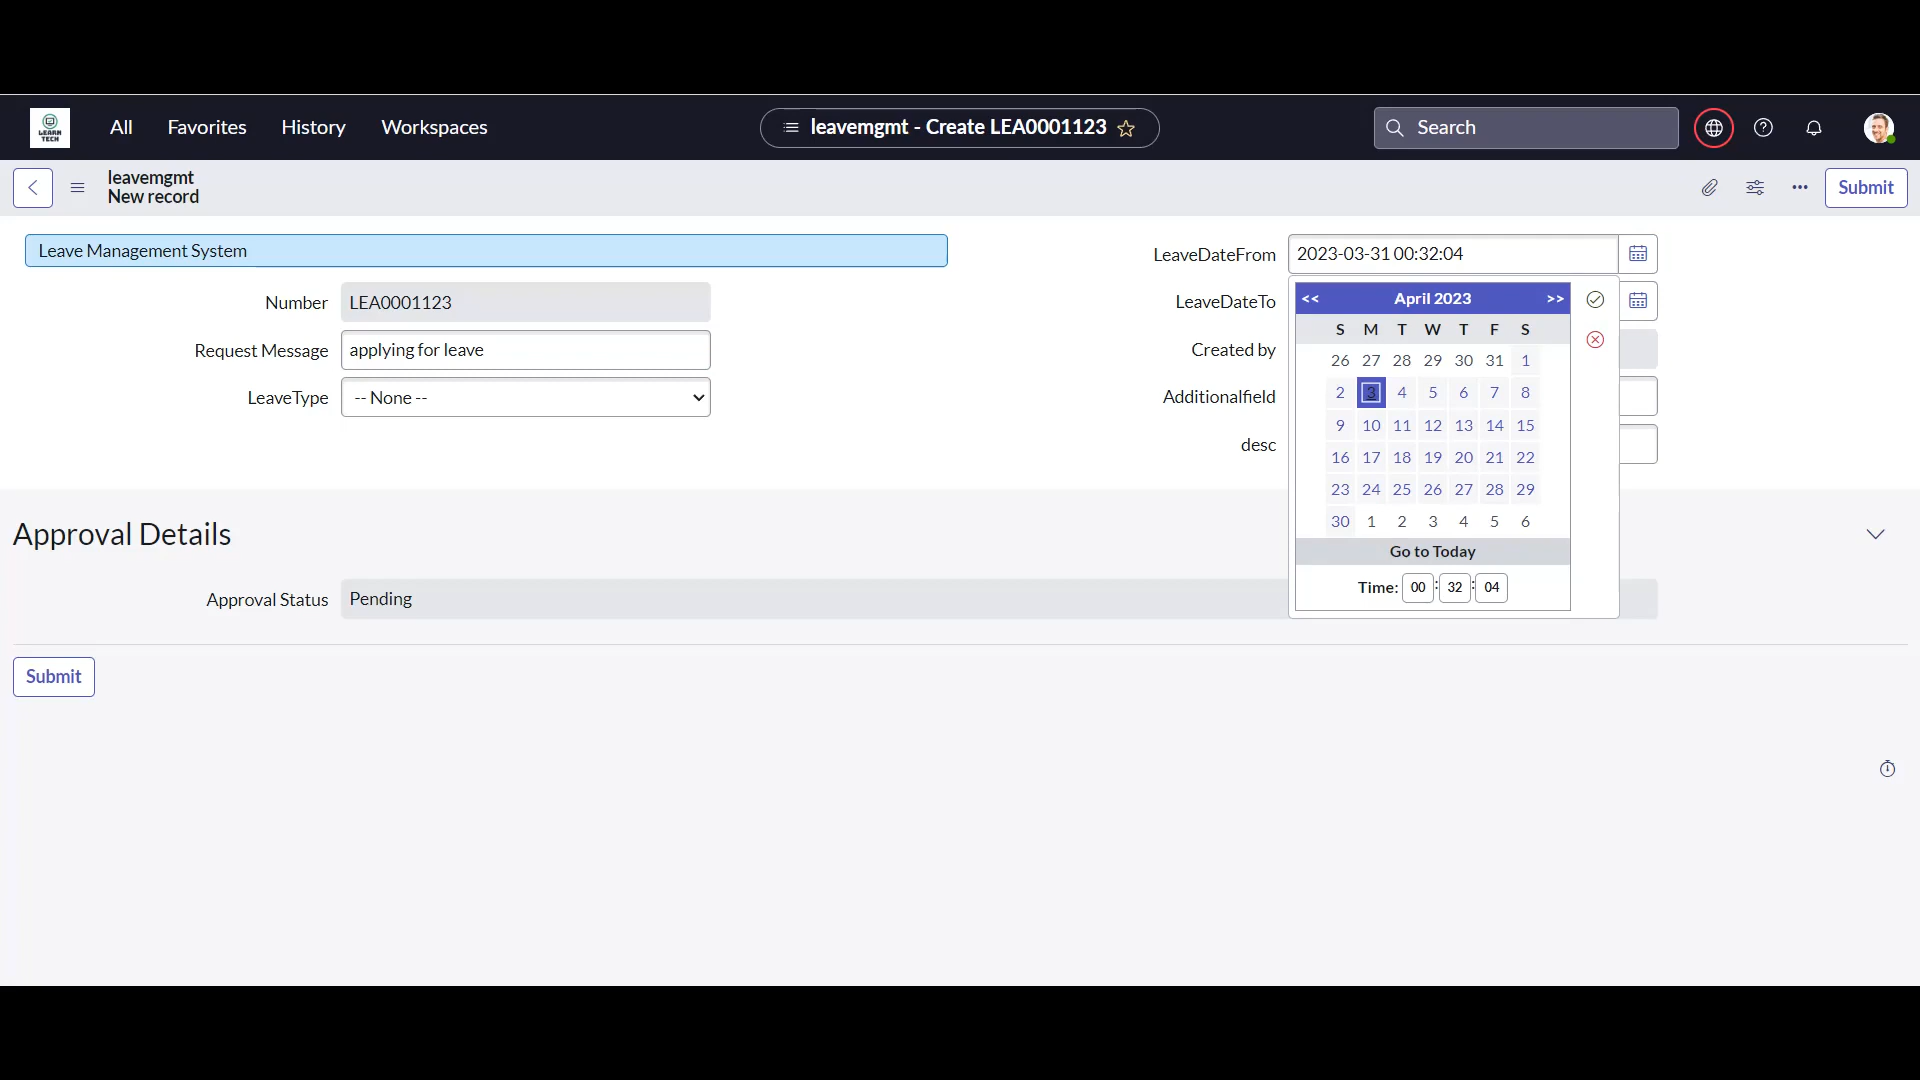 LEARN
TECH
All
Favorites
History
Workspaces
leavemgmt - Create LEA0001123
Search
leavemgmt
New record
Submit
Leave Management System
Number
LEA0001123
Request Message
applying for leave
LeaveType
-- None --
LeaveDateFrom
2023-03-31 00:32:04
LeaveDateTo
Created by
Additionalfield
desc
<< April 2023 >>
S M T W T F S
26 27 28 29 30 31 1
2 3 4 5 6 7 8
9 10 11 12 13 14 15
16 17 18 19 20 21 22
23 24 25 26 27 28 29
30 1 2 3 4 5 6
Go to Today
Time: 00 : 32 : 04
Approval Details
Approval Status
Pending
Submit